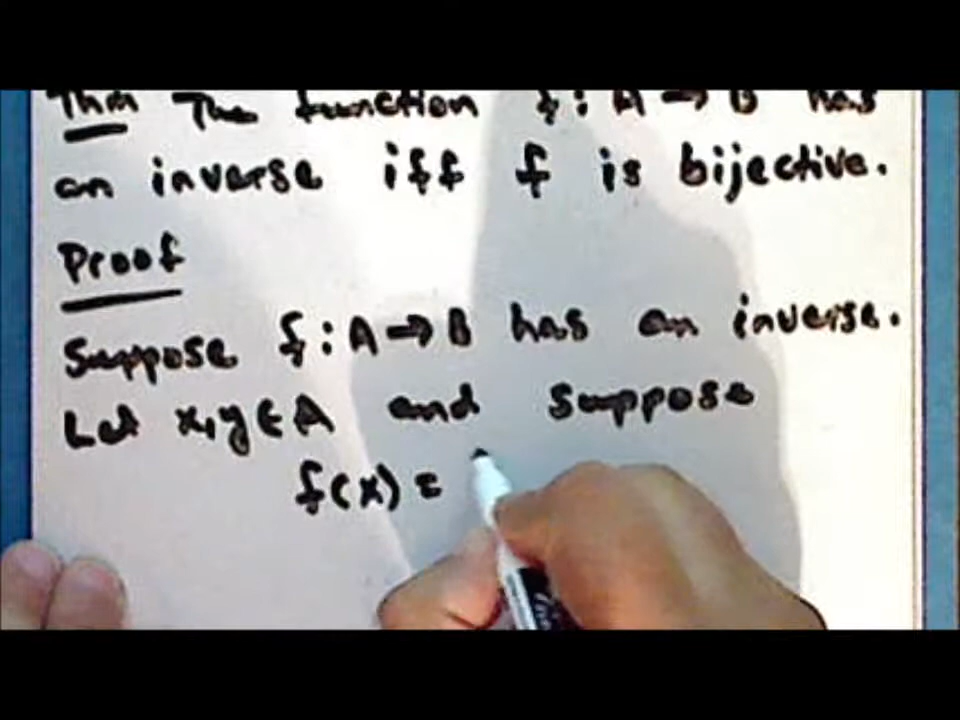 Thm The function f : A → B has
an inverse iff f is bijective.
Proof
Suppose f : A → B has an inverse.
Let x, y ∈ A and suppose
f(x) =